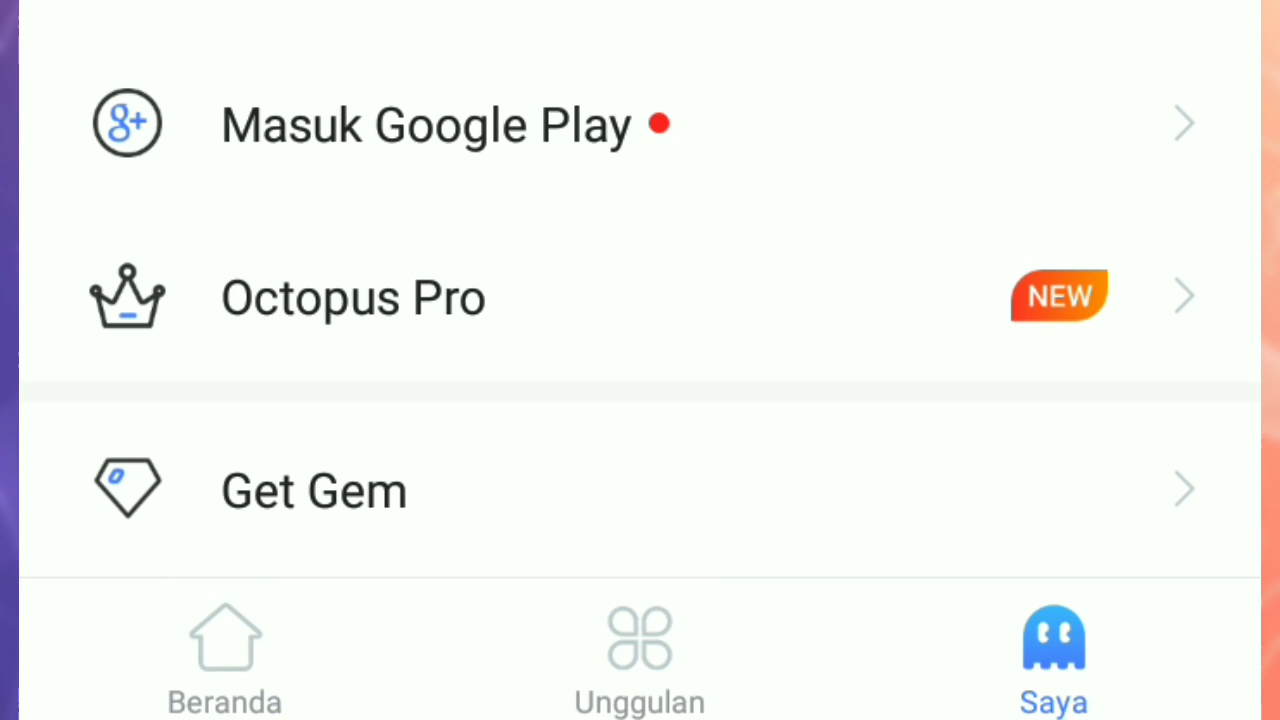 g+
Masuk Google Play
Octopus Pro
NEW
Get Gem
Beranda
Unggulan
Saya